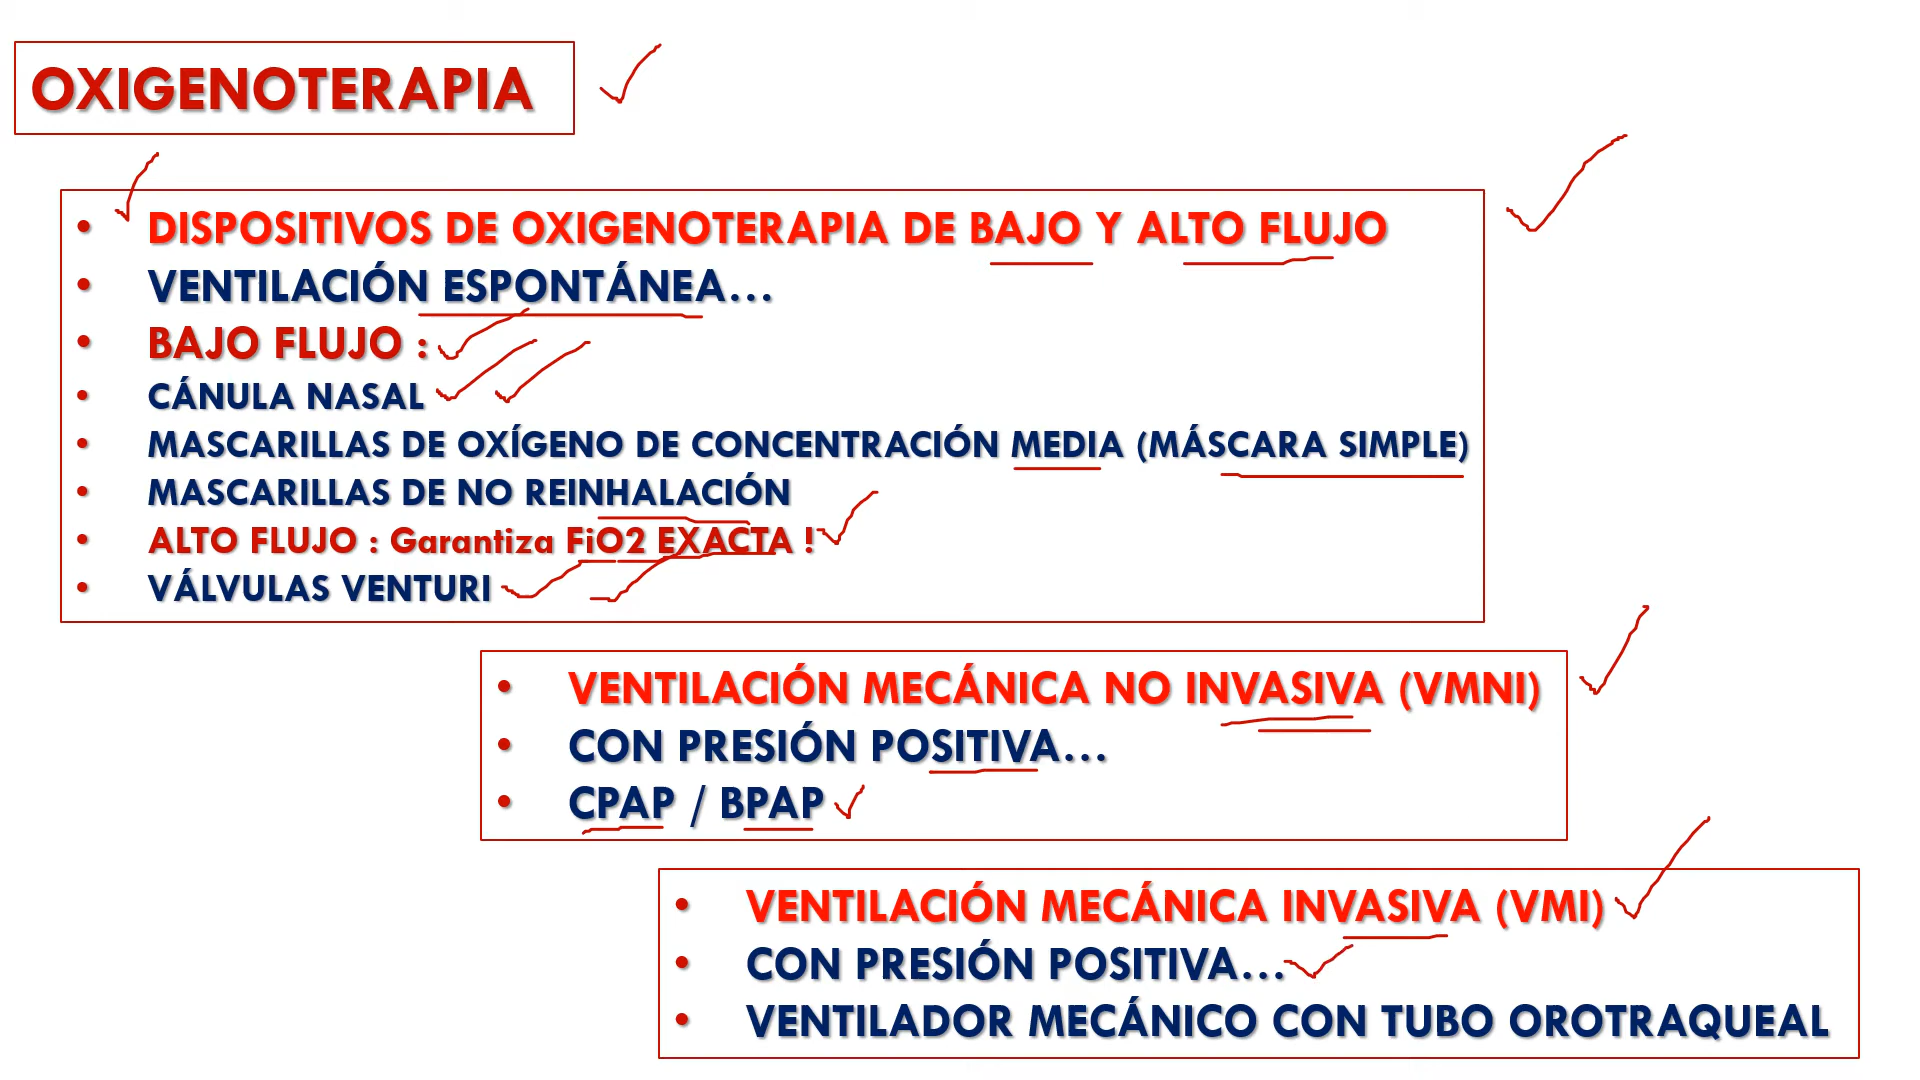 OXIGENOTERAPIA
• DISPOSITIVOS DE OXIGENOTERAPIA DE BAJO Y ALTO FLUJO
• VENTILACIÓN ESPONTÁNEA...
• BAJO FLUJO :
• CÁNULA NASAL
• MASCARILLAS DE OXÍGENO DE CONCENTRACIÓN MEDIA (MÁSCARA SIMPLE)
• MASCARILLAS DE NO REINHALACIÓN
• ALTO FLUJO : Garantiza FiO2 EXACTA !
• VÁLVULAS VENTURI
• VENTILACIÓN MECÁNICA NO INVASIVA (VMNI)
• CON PRESIÓN POSITIVA...
• CPAP / BPAP
• VENTILACIÓN MECÁNICA INVASIVA (VMI)
• CON PRESIÓN POSITIVA...
• VENTILADOR MECÁNICO CON TUBO OROTRAQUEAL